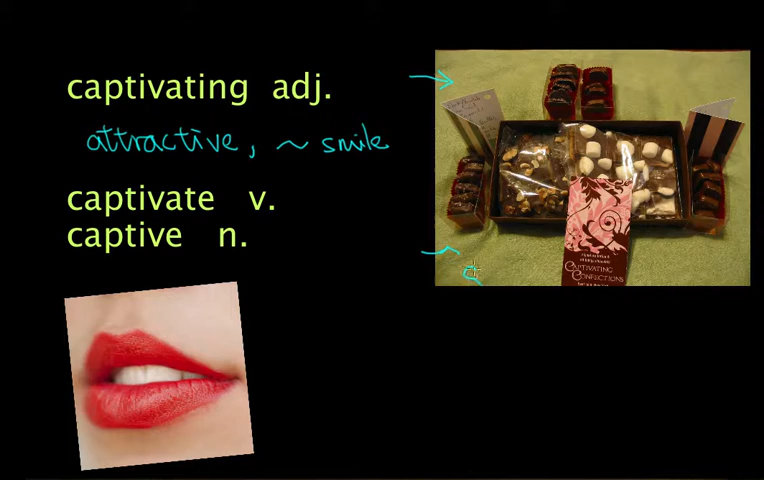 captivating adj.
attractive, ~ smile
captivate v.
captive n.
CAPTIVATING
CONFECTIONS